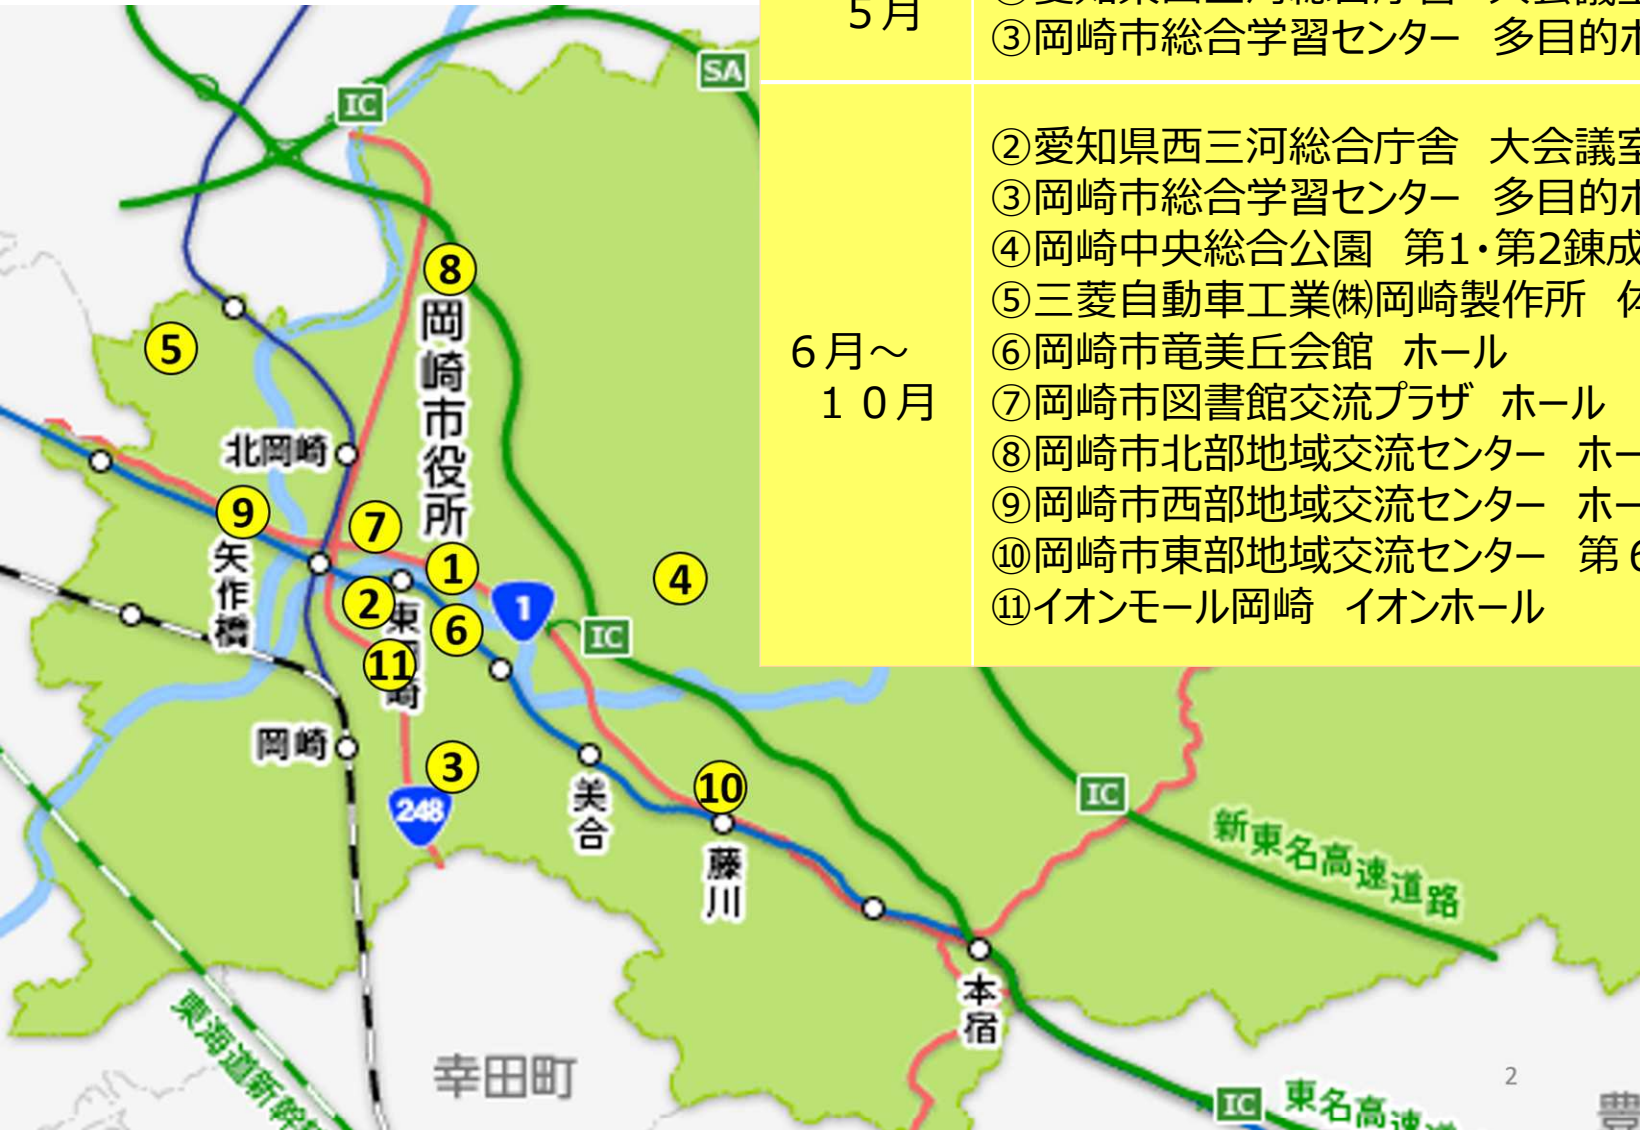 5月
③岡崎市総合学習センター 多目的ホ
6月～
10月
②愛知県西三河総合庁舎 大会議室
③岡崎市総合学習センター 多目的ホ
④岡崎中央総合公園 第1・第2錬成
⑤三菱自動車工業㈱岡崎製作所 体
⑥岡崎市竜美丘会館 ホール
⑦岡崎市図書館交流プラザ ホール
⑧岡崎市北部地域交流センター ホー
⑨岡崎市西部地域交流センター ホー
⑩岡崎市東部地域交流センター 第6
⑪イオンモール岡崎 イオンホール
SA
IC
8
岡崎市役所
5
北岡崎
9
7
矢作橋
1
2
4
6
1
IC
11
岡崎
3
248
美合
10
藤川
IC
新東名高速道路
本宿
東海道新幹
幸田町
2
IC
東名高速